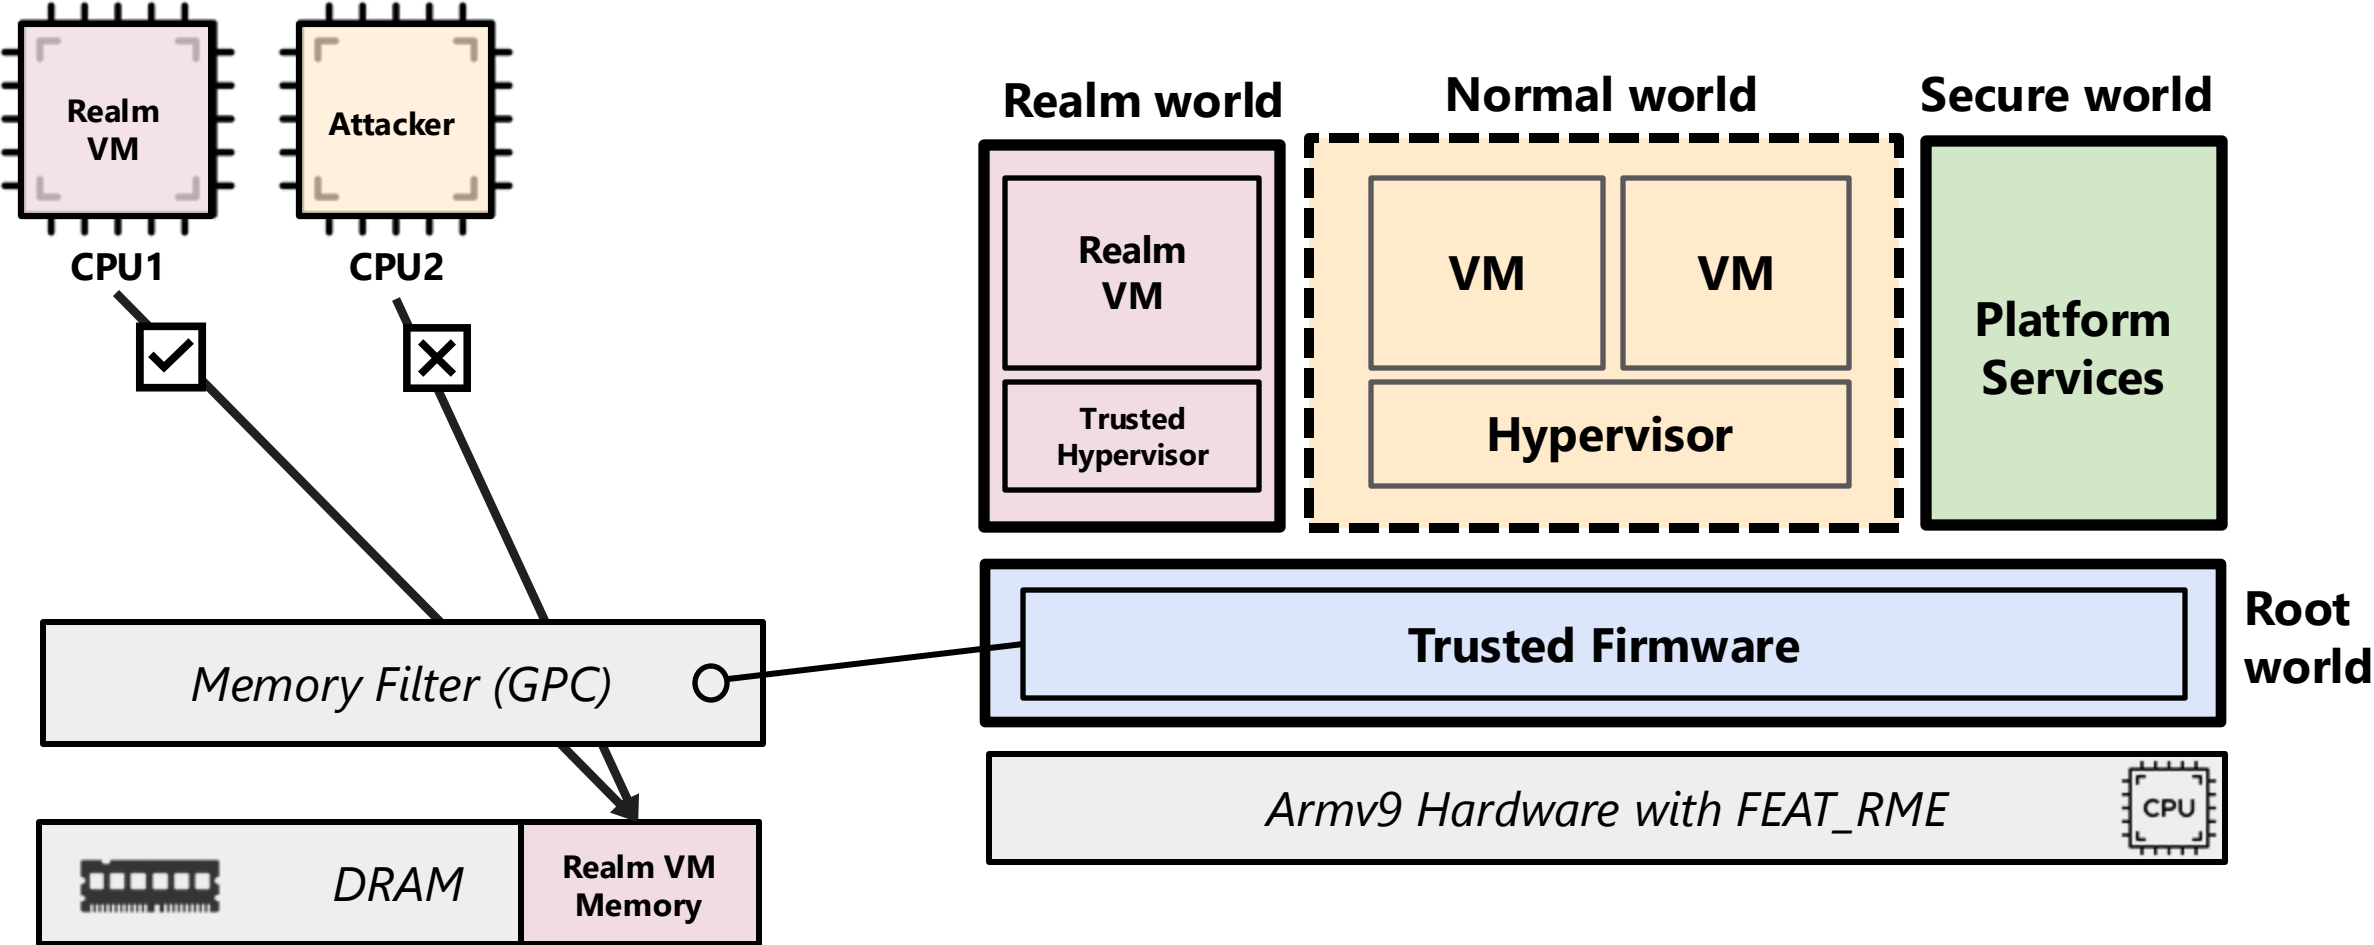 Realm
VM
Attacker
CPU1
CPU2
Memory Filter (GPC)
DRAM
Realm VM
Memory
Realm world
Normal world
Secure world
Realm
VM
Trusted
Hypervisor
VM
VM
Hypervisor
Platform
Services
Trusted Firmware
Root
world
Armv9 Hardware with FEAT_RME
CPU